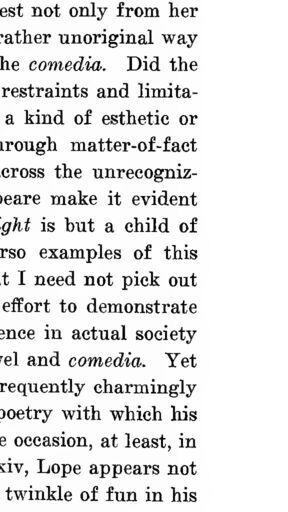 est not only from her
rather unoriginal way
he comedia. Did the
restraints and limita-
a kind of esthetic or
hrough matter-of-fact
cross the unrecogniz-
peare make it evident
ght is but a child of
rso examples of this
t I need not pick out
effort to demonstrate
ence in actual society
vel and comedia. Yet
requently charmingly
poetry with which his
e occasion, at least, in
xiv, Lope appears not
twinkle of fun in his